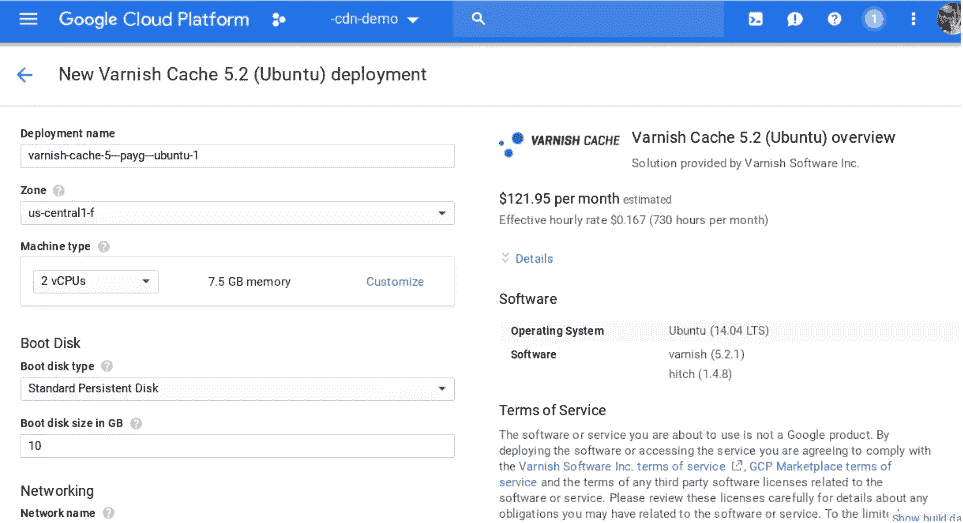 Google Cloud Platform
-cdn-demo
1
New Varnish Cache 5.2 (Ubuntu) deployment
Deployment name
varnish-cache-5---payg---ubuntu-1
Zone
us-central1-f
Machine type
2 vCPUs
7.5 GB memory
Customize
Boot Disk
Boot disk type
Standard Persistent Disk
Boot disk size in GB
10
Networking
Network name
VARNISH CACHE
Varnish Cache 5.2 (Ubuntu) overview
Solution provided by Varnish Software Inc.
$121.95 per month estimated
Effective hourly rate $0.167 (730 hours per month)
Details
Software
Operating System
Ubuntu (14.04 LTS)
Software
varnish (5.2.1)
hitch (1.4.8)
Terms of Service
The software or service you are about to use is not a Google product. By
deploying the software or accessing the service you are agreeing to comply with
the Varnish Software Inc. terms of service, GCP Marketplace terms of
service and the terms of any third party software licenses related to the
software or service. Please review these licenses carefully for details about any
obligations you may have related to the software or service. To the limite
Show build da